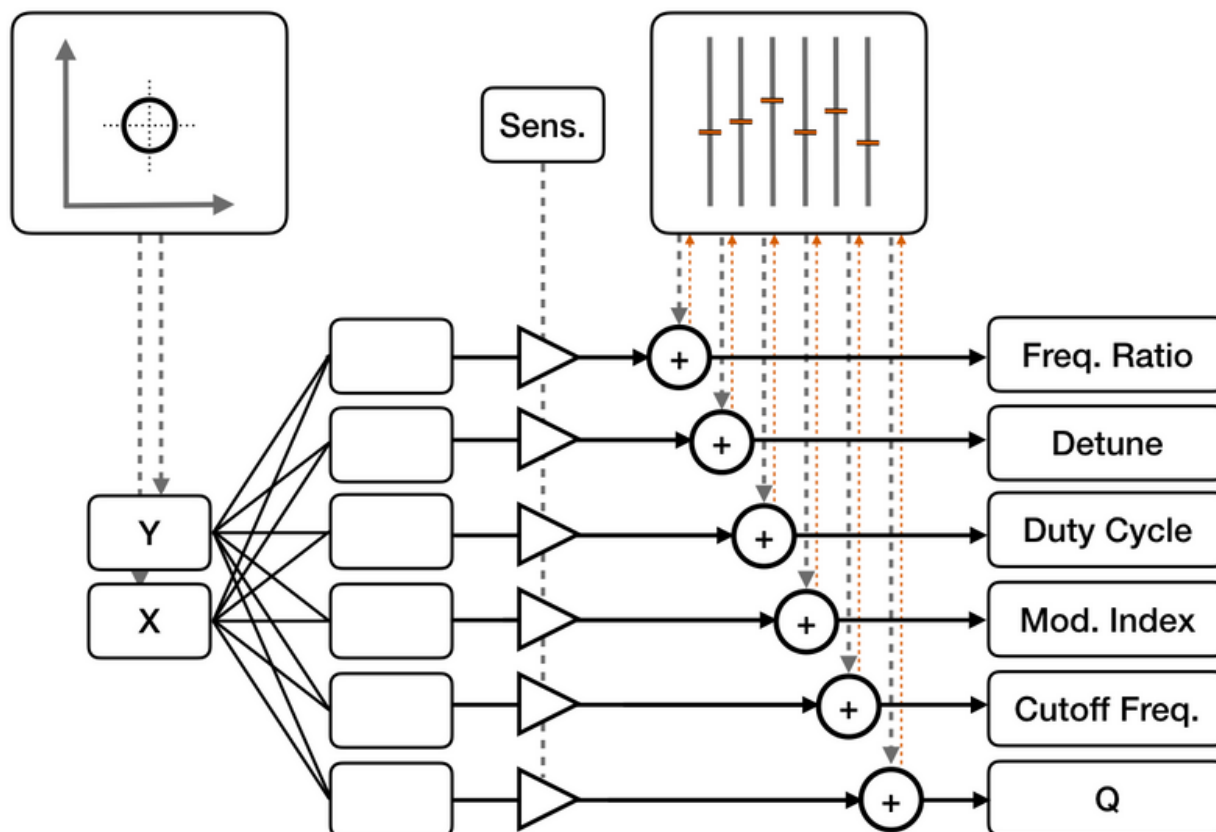 Sens.
+
Freq. Ratio
+
Detune
Y
+
Duty Cycle
X
+
Mod. Index
+
Cutoff Freq.
+
Q